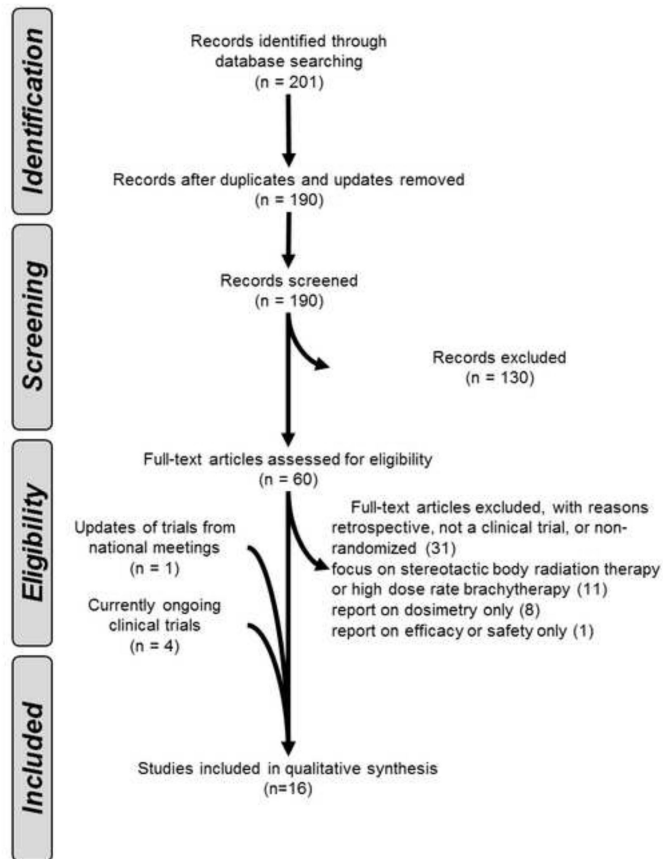 Identification
Records identified through
database searching
(n = 201)
Records after duplicates and updates removed
(n = 190)
Screening
Records screened
(n = 190)
Records excluded
(n = 130)
Eligibility
Full-text articles assessed for eligibility
(n = 60)
Full-text articles excluded, with reasons
retrospective, not a clinical trial, or non-
randomized (31)
focus on stereotactic body radiation therapy
or high dose rate brachytherapy (11)
report on dosimetry only (8)
report on efficacy or safety only (1)
Updates of trials from
national meetings
(n = 1)
Currently ongoing
clinical trials
(n = 4)
Included
Studies included in qualitative synthesis
(n=16)